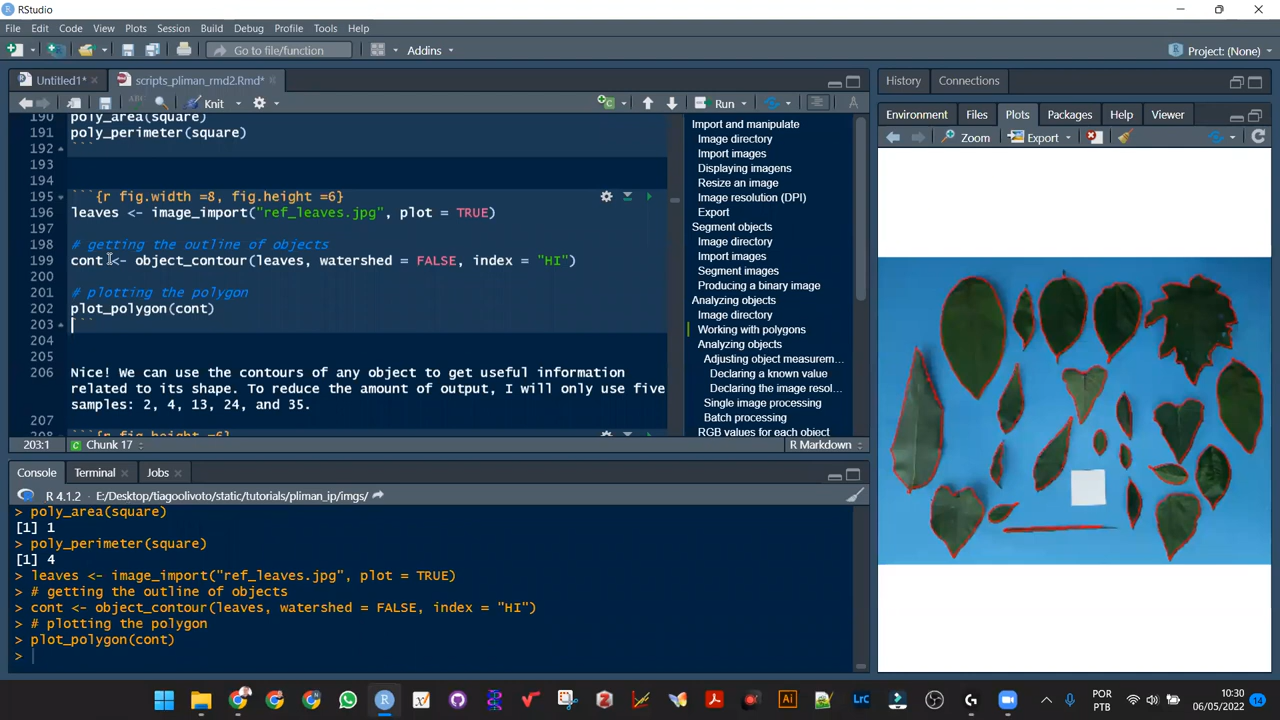 RStudio
File Edit Code View Plots Session Build Debug Profile Tools Help
Go to file/function Addins Project: (None)
Untitled1* scripts_pliman_rmd2.Rmd* History Connections
Knit Run
Environment Files Plots Packages Help Viewer
Zoom Export
190 poly_area(square)
191 poly_perimeter(square)
192 ```
193
194
195 ```{r fig.width =8, fig.height =6}
196 leaves <- image_import("ref_leaves.jpg", plot = TRUE)
197
198 # getting the outline of objects
199 cont <- object_contour(leaves, watershed = FALSE, index = "HI")
200
201 # plotting the polygon
202 plot_polygon(cont)
203 ```
204
205
206 Nice! We can use the contours of any object to get useful information
related to its shape. To reduce the amount of output, I will only use five
samples: 2, 4, 13, 24, and 35.
207
208 ```{r fig.height =6}
Import and manipulate
Image directory
Import images
Displaying imagens
Resize an image
Image resolution (DPI)
Export
Segment objects
Image directory
Import images
Segment images
Producing a binary image
Analyzing objects
Image directory
Working with polygons
Analyzing objects
Adjusting object measurem...
Declaring a known value
Declaring the image resol...
Single image processing
Batch processing
RGB values for each object
203:1 Chunk 17 R Markdown
Console Terminal Jobs
R 4.1.2 · E:/Desktop/tiagoolivoto/static/tutorials/pliman_ip/imgs/
> poly_area(square)
[1] 1
> poly_perimeter(square)
[1] 4
> leaves <- image_import("ref_leaves.jpg", plot = TRUE)
> # getting the outline of objects
> cont <- object_contour(leaves, watershed = FALSE, index = "HI")
> # plotting the polygon
> plot_polygon(cont)
>
Ai LrC
POR
PTB
10:30
06/05/2022
14